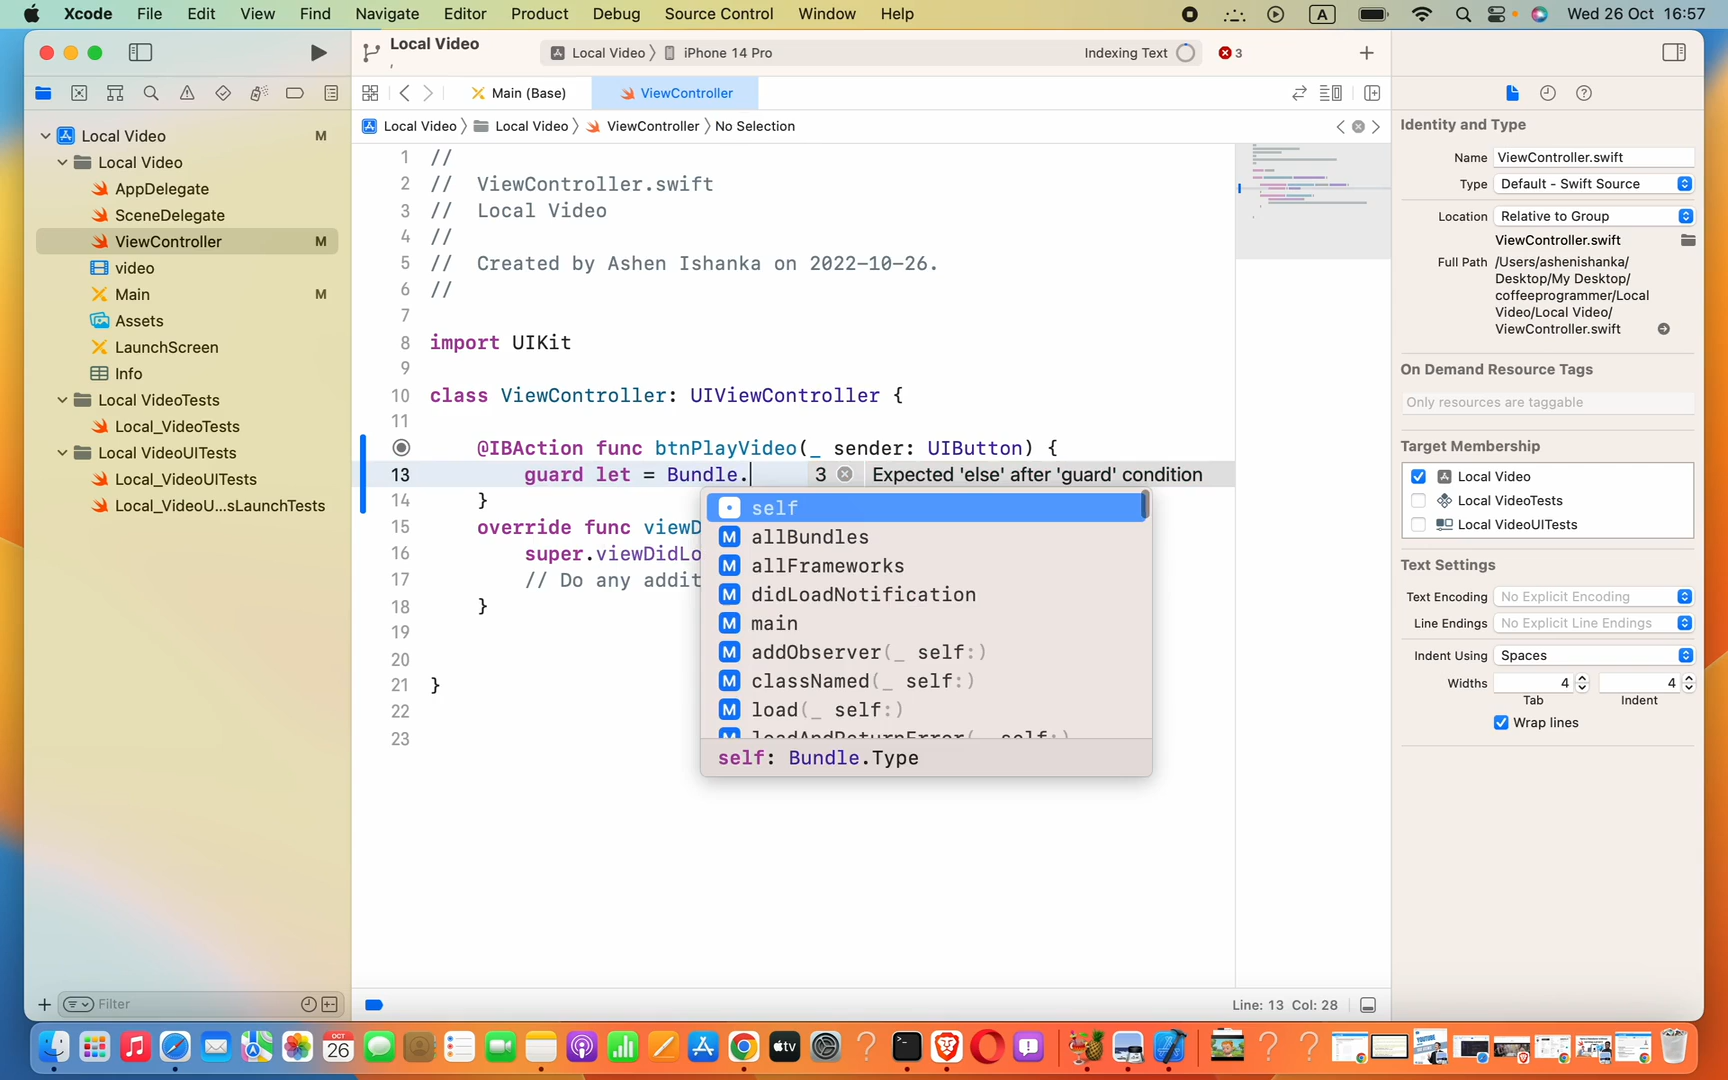 Xcode File Edit View Find Navigate Editor Product Debug Source Control Window Help A Wed 26 Oct 16:57
Local Video
Local Video iPhone 14 Pro Indexing Text 3
Main (Base) ViewController
Local Video Local Video ViewController No Selection
Local Video M
Local Video
AppDelegate
SceneDelegate
ViewController M
video
Main M
Assets
LaunchScreen
Info
Local VideoTests
Local_VideoTests
Local VideoUITests
Local_VideoUITests
Local_VideoU...sLaunchTests
Filter
1 //
2 // ViewController.swift
3 // Local Video
4 //
5 // Created by Ashen Ishanka on 2022-10-26.
6 //
7
8 import UIKit
9
10 class ViewController: UIViewController {
11
@IBAction func btnPlayVideo(_ sender: UIButton) {
13 guard let = Bundle. 3 Expected 'else' after 'guard' condition
14 }
15 override func viewD
16 super.viewDidLo
17 // Do any addit
18 }
19
20
21 }
22
23
self
M allBundles
M allFrameworks
M didLoadNotification
M main
M addObserver(_ self:)
M classNamed(_ self:)
M load(_ self:)
M loadAndReturnError(_ self:)
self: Bundle.Type
Line: 13 Col: 28
Identity and Type
Name ViewController.swift
Type Default - Swift Source
Location Relative to Group
ViewController.swift
Full Path /Users/ashenishanka/
Desktop/My Desktop/
coffeeprogrammer/Local
Video/Local Video/
ViewController.swift
On Demand Resource Tags
Only resources are taggable
Target Membership
Local Video
Local VideoTests
Local VideoUITests
Text Settings
Text Encoding No Explicit Encoding
Line Endings No Explicit Line Endings
Indent Using Spaces
Widths 4 4
Tab Indent
Wrap lines
OCT
26
tv